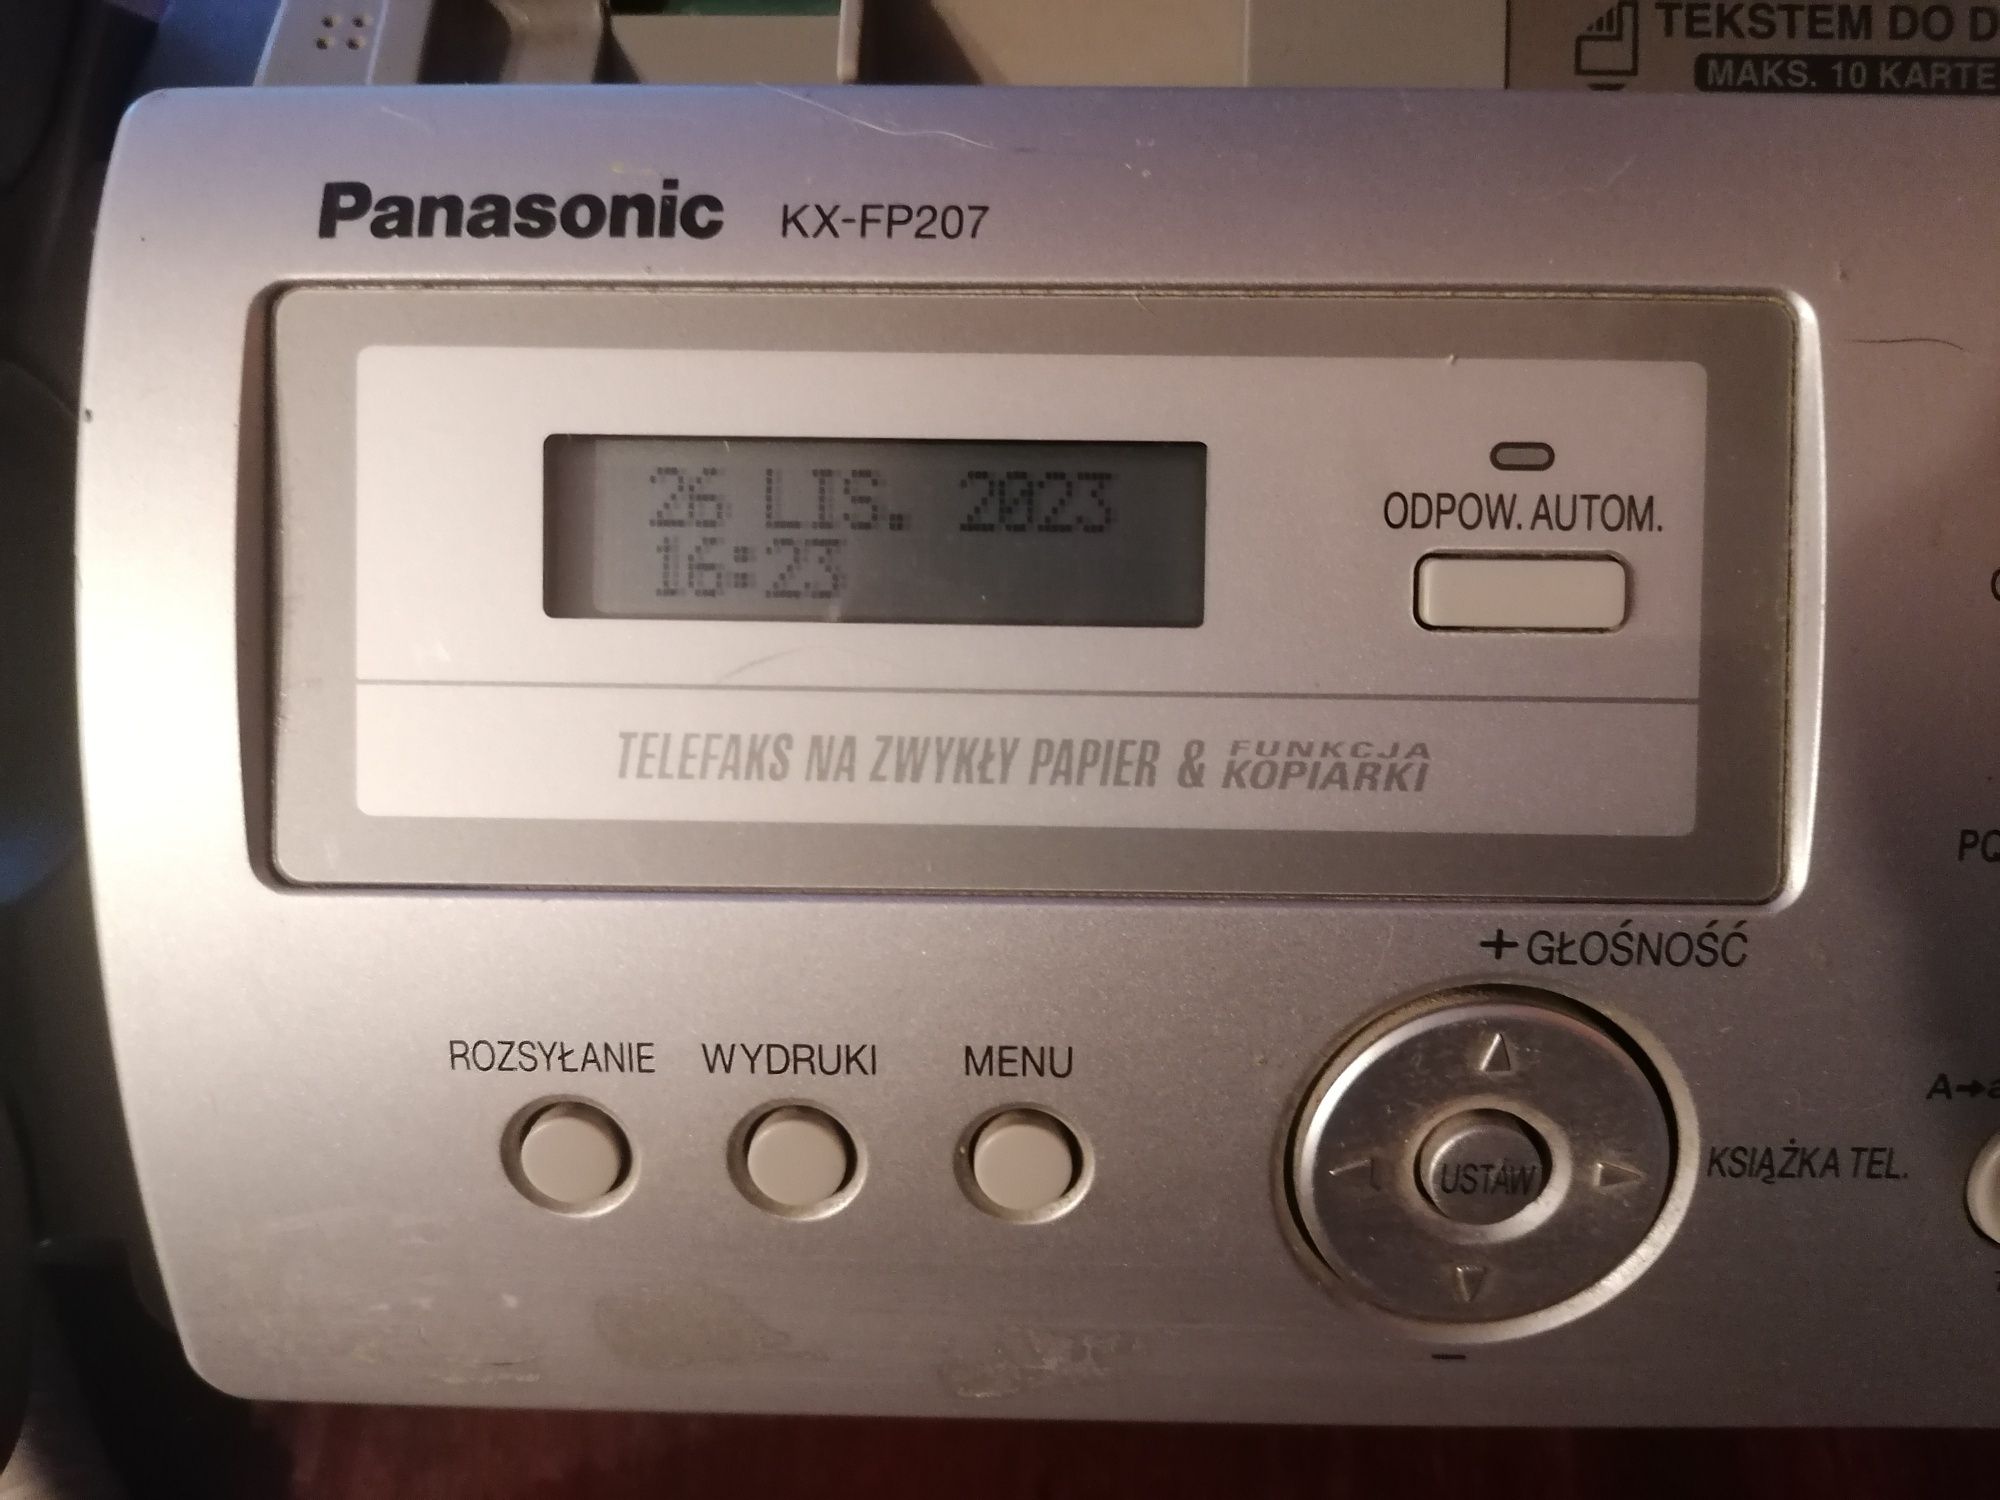 TEKSTEM DO D
MAKS. 10 KARTE
Panasonic KX-FP207
26 LIS. 2023
16:23
ODPOW. AUTOM.
TELEFAKS NA ZWYKŁY PAPIER & FUNKCJA KOPIARKI
+GŁOŚNOŚĆ
ROZSYŁANIE WYDRUKI MENU
USTAW
KSIĄŻKA TEL.
A→a
PO
−